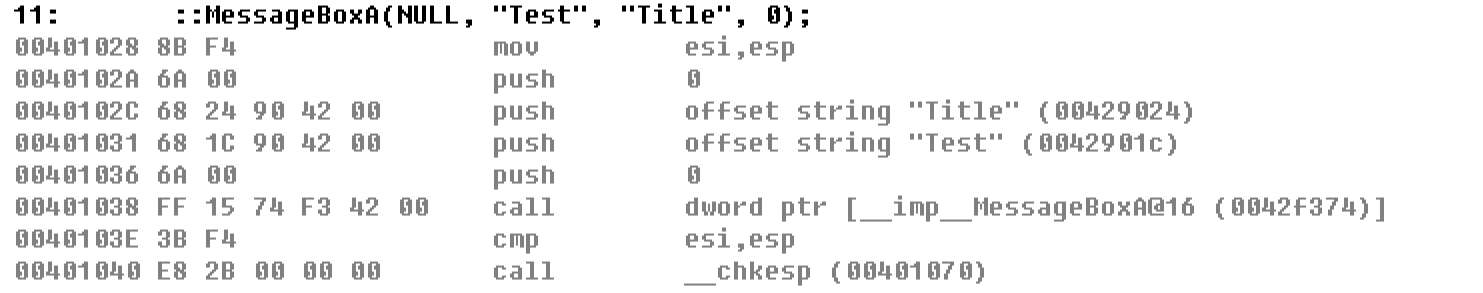 11:     ::MessageBoxA(NULL, "Test", "Title", 0);
00401028 8B F4                mov         esi,esp
0040102A 6A 00                push        0
0040102C 68 24 90 42 00       push        offset string "Title" (00429024)
00401031 68 1C 90 42 00       push        offset string "Test" (0042901c)
00401036 6A 00                push        0
00401038 FF 15 74 F3 42 00    call        dword ptr [__imp__MessageBoxA@16 (0042f374)]
0040103E 3B F4                cmp         esi,esp
00401040 E8 2B 00 00 00       call        __chkesp (00401070)